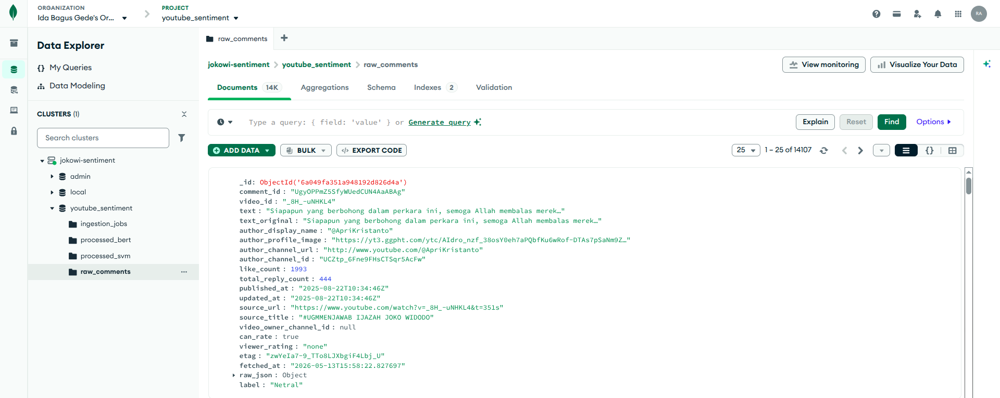 ORGANIZATION
Ida Bagus Gede's Or...
PROJECT
youtube_sentiment
RA
Data Explorer
My Queries
Data Modeling
CLUSTERS (1)
Search clusters
jokowi-sentiment
admin
local
youtube_sentiment
ingestion_jobs
processed_bert
processed_svm
raw_comments
raw_comments
jokowi-sentiment > youtube_sentiment > raw_comments
View monitoring
Visualize Your Data
Documents 14K Aggregations Schema Indexes 2 Validation
Type a query: { field: 'value' } or Generate query
Explain Reset Find Options
ADD DATA BULK EXPORT CODE
25 1 – 25 of 14107
_id: ObjectId('6a049fa351a948192d826d4a')
comment_id : "UgyOPPmZ5SfyWUedCUN4AaABAg"
video_id : "_8H_-uNHKL4"
text : "Siapapun yang berbohong dalam perkara ini, semoga Allah membalas merek…"
text_original : "Siapapun yang berbohong dalam perkara ini, semoga Allah membalas merek…"
author_display_name : "@ApriKristanto"
author_profile_image : "https://yt3.ggpht.com/ytc/AIdro_nzf_38osY0eh7aPQbfKu6wRof-DTAs7pSaNm9Z…"
author_channel_url : "http://www.youtube.com/@ApriKristanto"
author_channel_id : "UCZtp_6Fne9FHsCTSqr5AcFw"
like_count : 1993
total_reply_count : 444
published_at : "2025-08-22T10:34:46Z"
updated_at : "2025-08-22T10:34:46Z"
source_url : "https://www.youtube.com/watch?v=_8H_-uNHKL4&t=351s"
source_title : "#UGMMENJAWAB IJAZAH JOKO WIDODO"
video_owner_channel_id : null
can_rate : true
viewer_rating : "none"
etag : "zwYeIa7-9_TTo8LJXbgiF4Lbj_U"
fetched_at : "2026-05-13T15:58:22.827697"
raw_json : Object
label : "Netral"